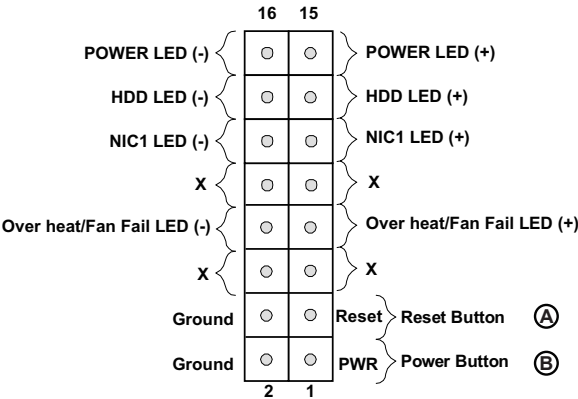 16 15
POWER LED (-) POWER LED (+)
HDD LED (-) HDD LED (+)
NIC1 LED (-) NIC1 LED (+)
X X
Over heat/Fan Fail LED (-) Over heat/Fan Fail LED (+)
X X
Ground Reset Reset Button A
Ground PWR Power Button B
2 1